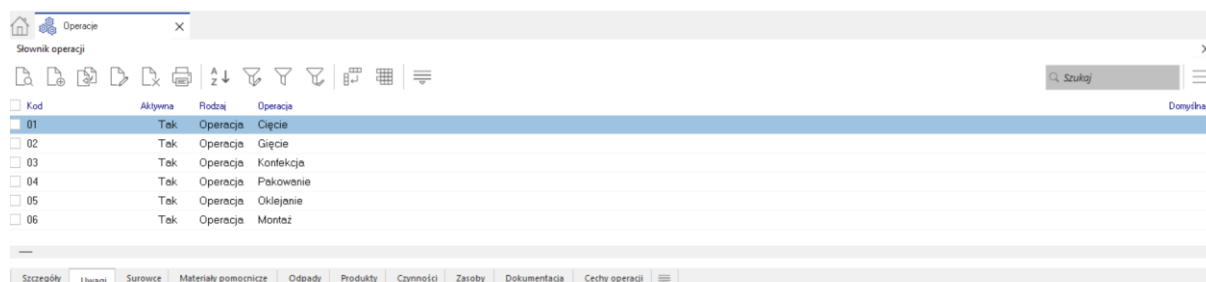 Operacje
Słownik operacji
Szukaj
Kod Aktywna Rodzaj Operacja Domyślna
01 Tak Operacja Cięcie
02 Tak Operacja Gięcie
03 Tak Operacja Konfekcja
04 Tak Operacja Pakowanie
05 Tak Operacja Oklejanie
06 Tak Operacja Montaż
Szczegóły Uwagi Surowce Materiały pomocnicze Odpady Produkty Czynności Zasoby Dokumentacja Cechy operacji